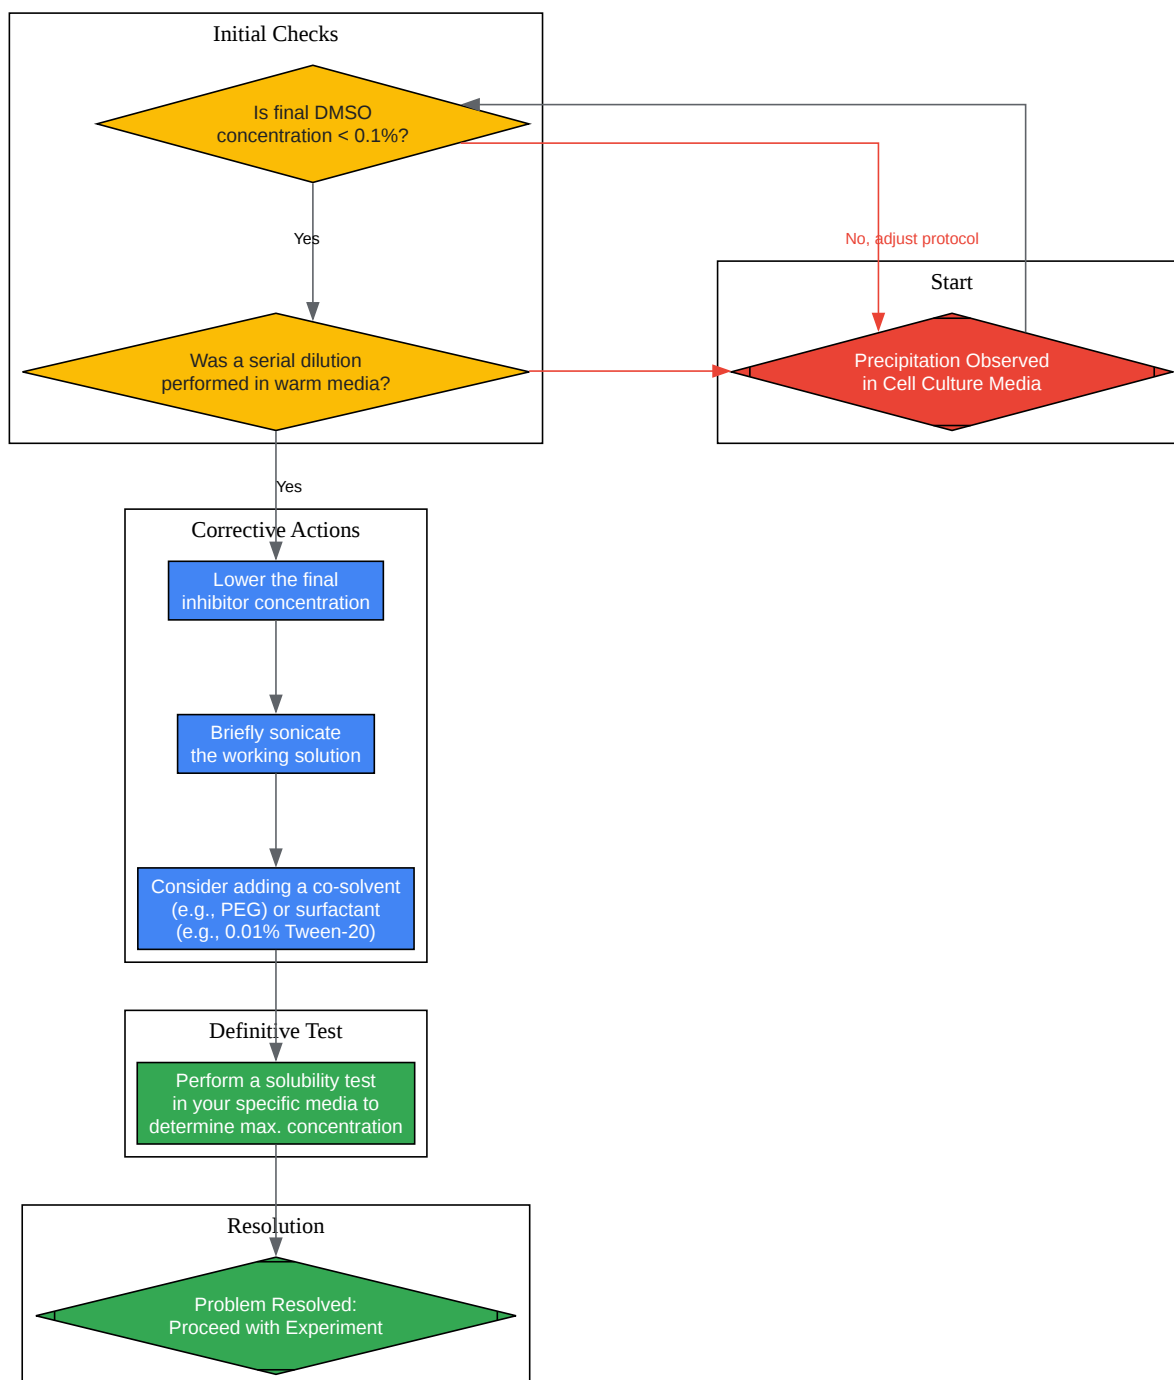 Initial Checks
Is final DMSO
concentration < 0.1%?
Yes
No, adjust protocol
Start
Was a serial dilution
performed in warm media?
Precipitation Observed
in Cell Culture Media
Yes
Corrective Actions
Lower the final
inhibitor concentration
Briefly sonicate
the working solution
Consider adding a co-solvent
(e.g., PEG) or surfactant
(e.g., 0.01% Tween-20)
Definitive Test
Perform a solubility test
in your specific media to
determine max. concentration
Resolution
Problem Resolved:
Proceed with Experiment